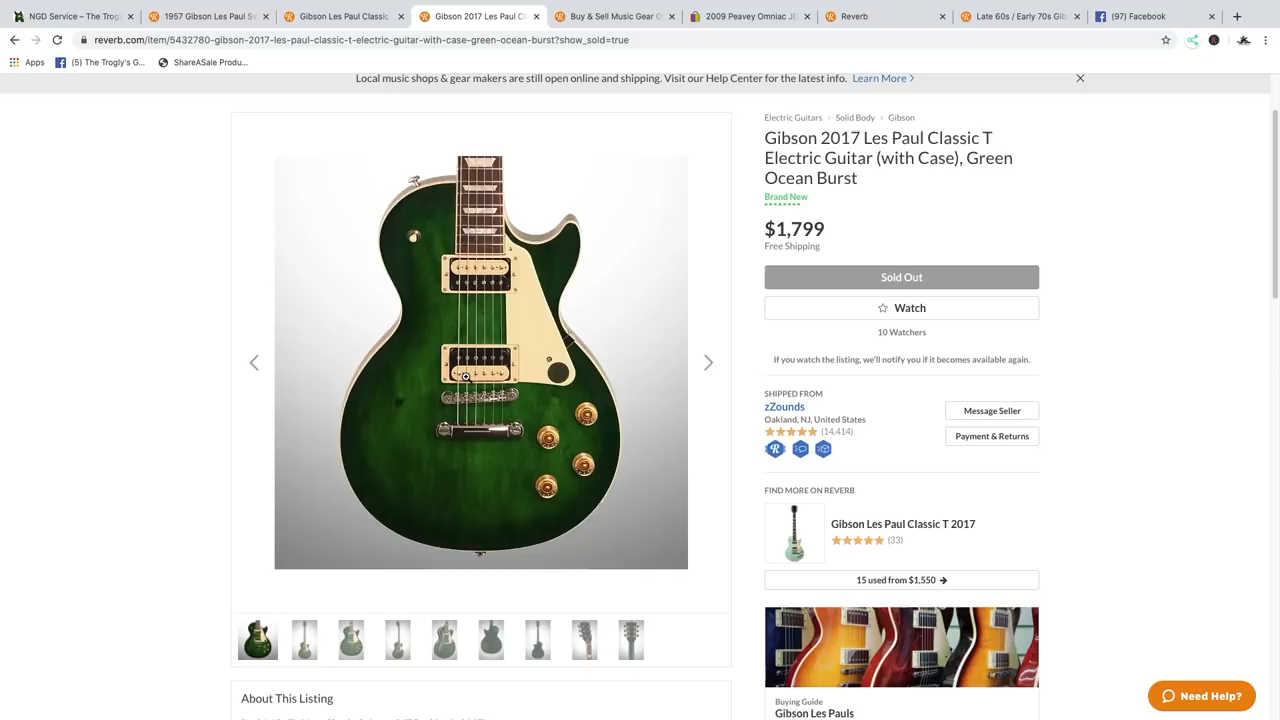 NGD Service – The Trog
1957 Gibson Les Paul S
Gibson Les Paul Classic
Gibson 2017 Les Paul Cl
Buy & Sell Music Gear O
2009 Peavey Omniac JD
Reverb
Late 60s / Early 70s Gib
(97) Facebook
reverb.com/item/5432780-gibson-2017-les-paul-classic-t-electric-guitar-with-case-green-ocean-burst?show_sold=true
Apps
(5) The Trogly's G...
ShareASale Produ...
Local music shops & gear makers are still open online and shipping. Visit our Help Center for the latest info. Learn More >
Electric Guitars > Solid Body > Gibson
Gibson 2017 Les Paul Classic T
Electric Guitar (with Case), Green
Ocean Burst
Brand New
$1,799
Free Shipping
Sold Out
Watch
10 Watchers
If you watch the listing, we'll notify you if it becomes available again.
SHIPPED FROM
zZounds
Oakland, NJ, United States
(14,414)
Message Seller
Payment & Returns
FIND MORE ON REVERB
Gibson Les Paul Classic T 2017
(33)
15 used from $1,550
Buying Guide
Gibson Les Pauls
About This Listing
Need Help?